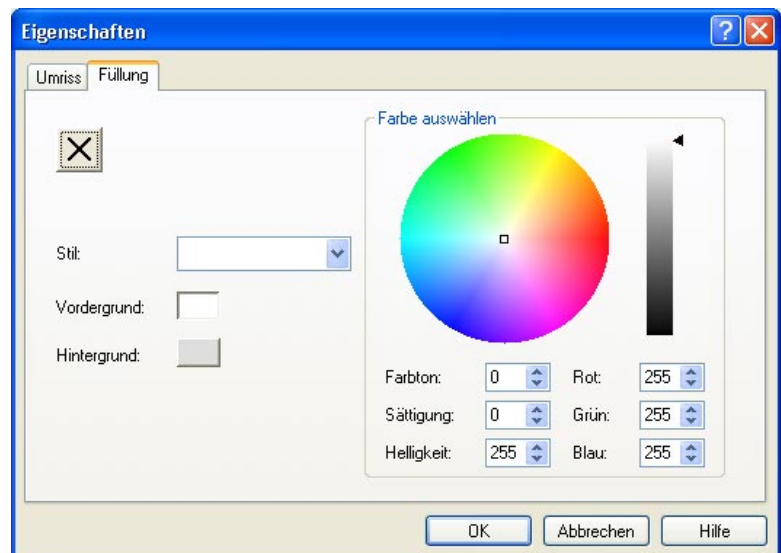 Eigenschaften
Umriss Füllung
Farbe auswählen
Stil:
Vordergrund:
Hintergrund:
Farbton: 0 Rot: 255
Sättigung: 0 Grün: 255
Helligkeit: 255 Blau: 255
OK Abbrechen Hilfe